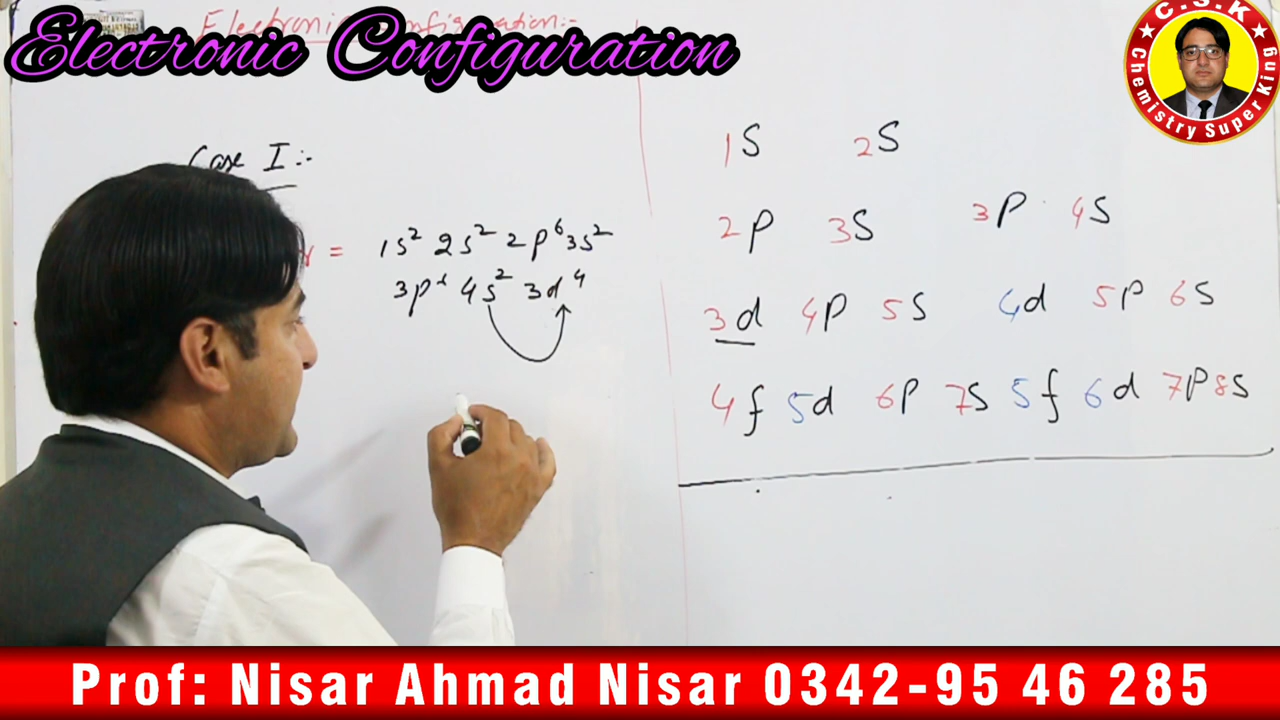 Electronic Configuration:-
Electronic Configuration
C.S.K
Chemistry Super King
Case I :-
r = 1s² 2s² 2p⁶ 3s²
3p⁶ 4s² 3d⁴
1S 2S
2P 3S 3P 4S
3d 4P 5S 4d 5P 6S
4f 5d 6P 7S 5f 6d 7P 8S
Prof: Nisar Ahmad Nisar 0342-95 46 285